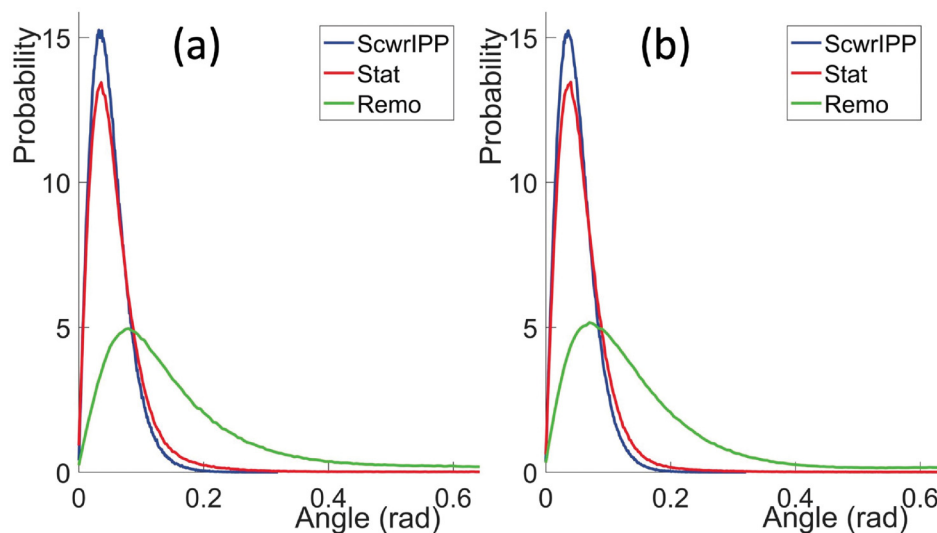 (a)
Probability
ScwrlPP
Stat
Remo
15
10
5
0
0 0.2 0.4 0.6
Angle (rad)
(b)
Probability
ScwrlPP
Stat
Remo
15
10
5
0
0 0.2 0.4 0.6
Angle (rad)